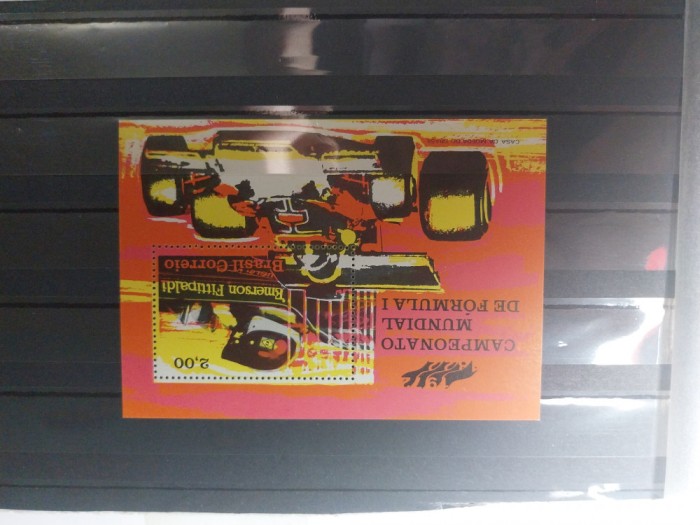 CAMPEONATO
MUNDIAL
DE FÓRMULA I
2,00
Emerson Fittipaldi
Brasil Correio